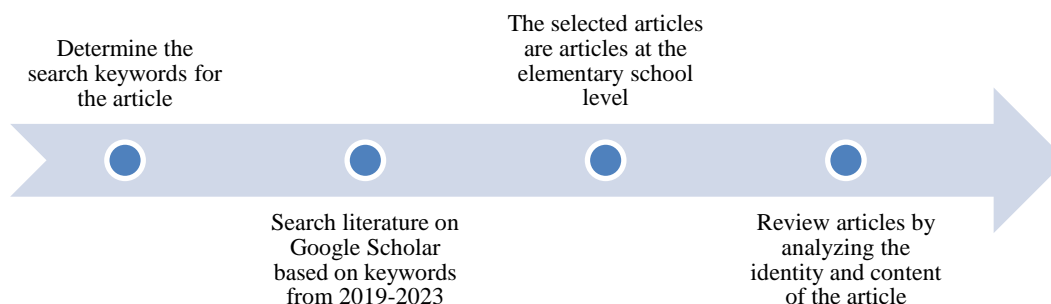 Determine the
search keywords for
the article
Search literature on
Google Scholar
based on keywords
from 2019-2023
The selected articles
are articles at the
elementary school
level
Review articles by
analyzing the
identity and content
of the article